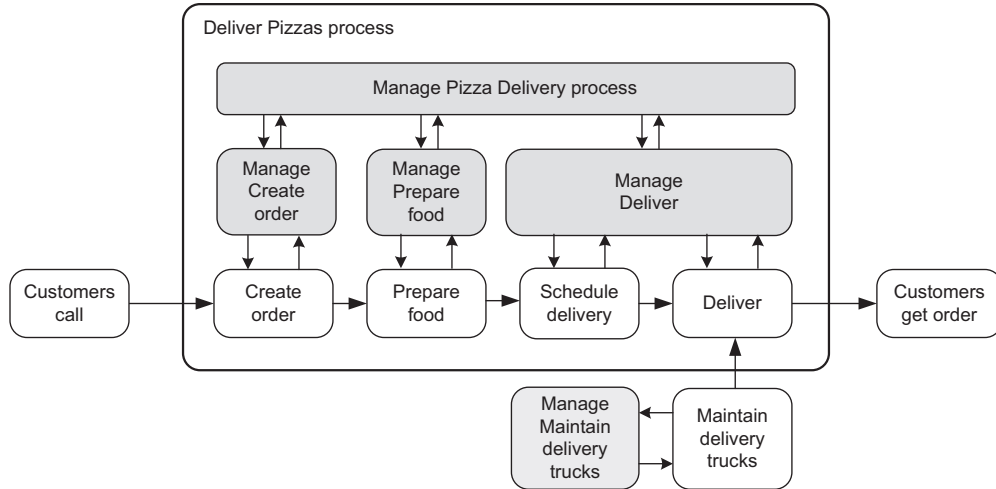 Deliver Pizzas process
Manage Pizza Delivery process
Manage
Create
order
Manage
Prepare
food
Manage
Deliver
Customers
call
Create
order
Prepare
food
Schedule
delivery
Deliver
Customers
get order
Manage
Maintain
delivery
trucks
Maintain
delivery
trucks